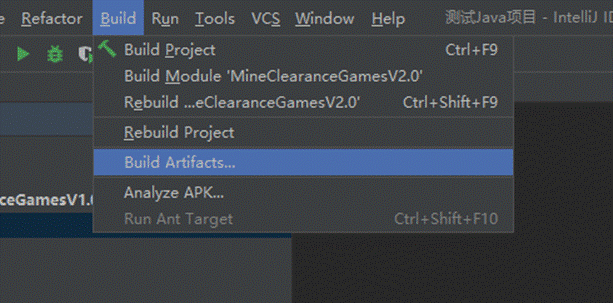 Refactor Build Run Tools VCS Window Help 测试Java项目 - IntelliJ ID
Build Project Ctrl+F9
Build Module 'MineClearanceGamesV2.0'
Rebuild ...eClearanceGamesV2.0' Ctrl+Shift+F9
Rebuild Project
Build Artifacts...
Analyze APK...
nceGamesV1.0
Run Ant Target Ctrl+Shift+F10